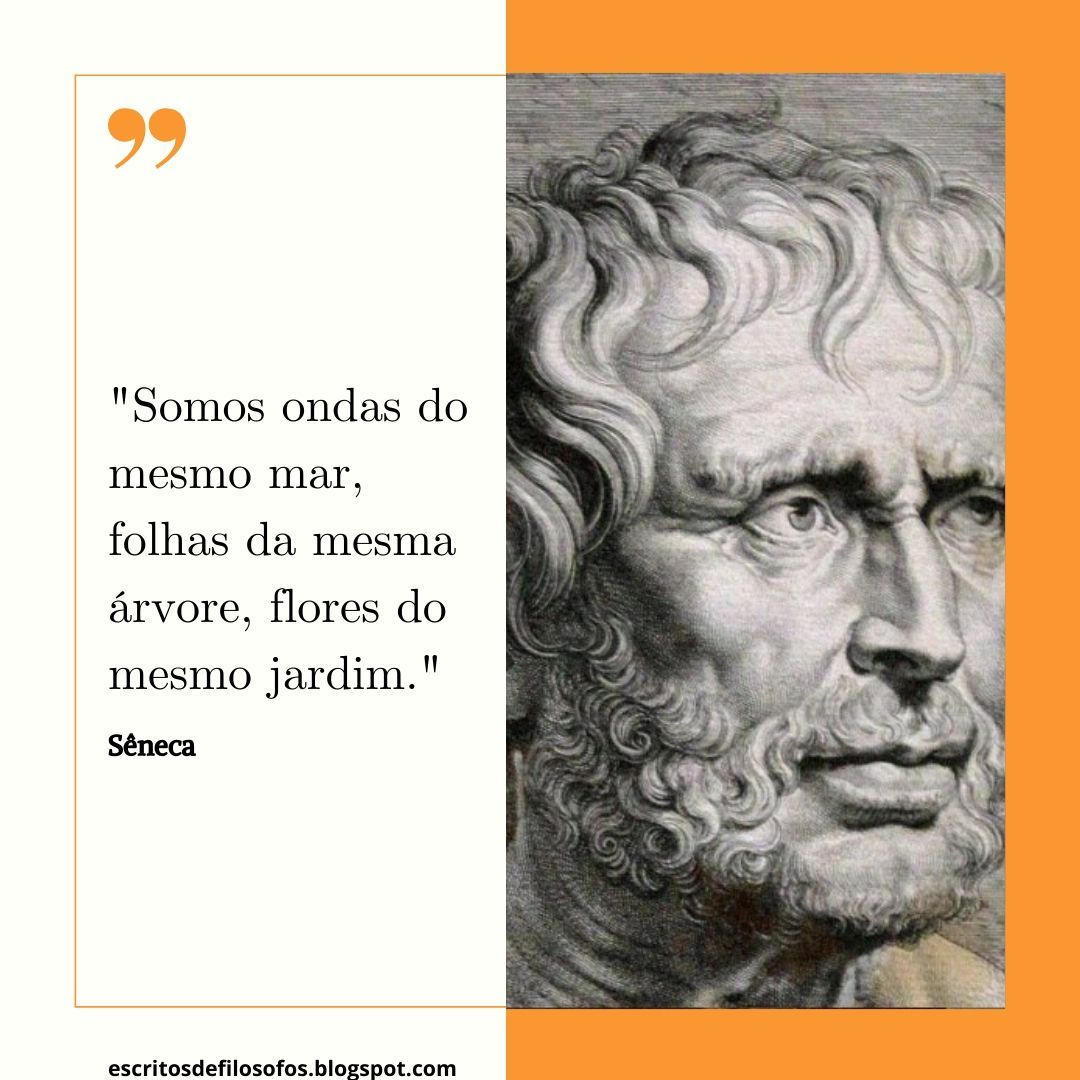 "Somos ondas do
mesmo mar,
folhas da mesma
árvore, flores do
mesmo jardim."
Sêneca
escritosdefilosofos.blogspot.com